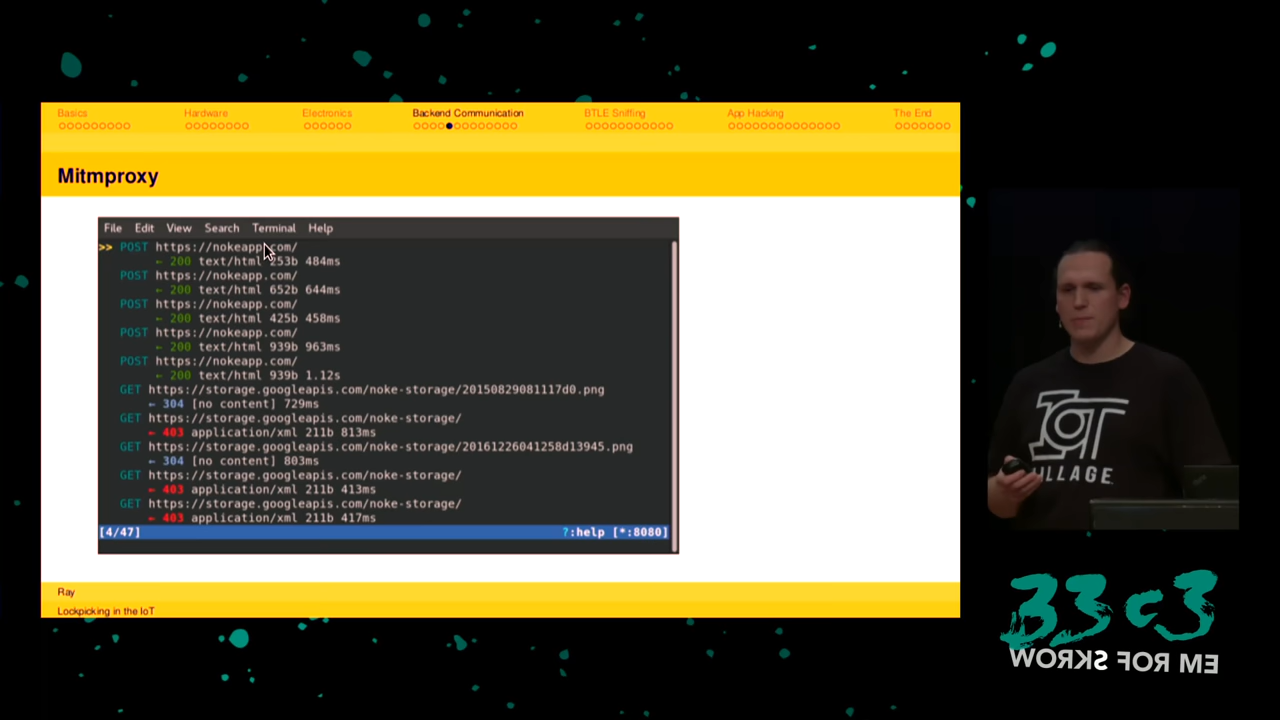 Basics Hardware Electronics Backend Communication BTLE Sniffing App Hacking The End
Mitmproxy
File Edit View Search Terminal Help
>> POST https://nokeapp.com/
← 200 text/html 253b 484ms
POST https://nokeapp.com/
← 200 text/html 652b 644ms
POST https://nokeapp.com/
← 200 text/html 425b 458ms
POST https://nokeapp.com/
← 200 text/html 939b 963ms
POST https://nokeapp.com/
← 200 text/html 939b 1.12s
GET https://storage.googleapis.com/noke-storage/20150829081117d0.png
← 304 [no content] 729ms
GET https://storage.googleapis.com/noke-storage/
← 403 application/xml 211b 813ms
GET https://storage.googleapis.com/noke-storage/20161226041258d13945.png
← 304 [no content] 803ms
GET https://storage.googleapis.com/noke-storage/
← 403 application/xml 211b 413ms
GET https://storage.googleapis.com/noke-storage/
← 403 application/xml 211b 417ms
[4/47] ?:help [*:8080]
Ray
Lockpicking in the IoT
IoT
VILLAGE
33c3
WORKS FOR ME